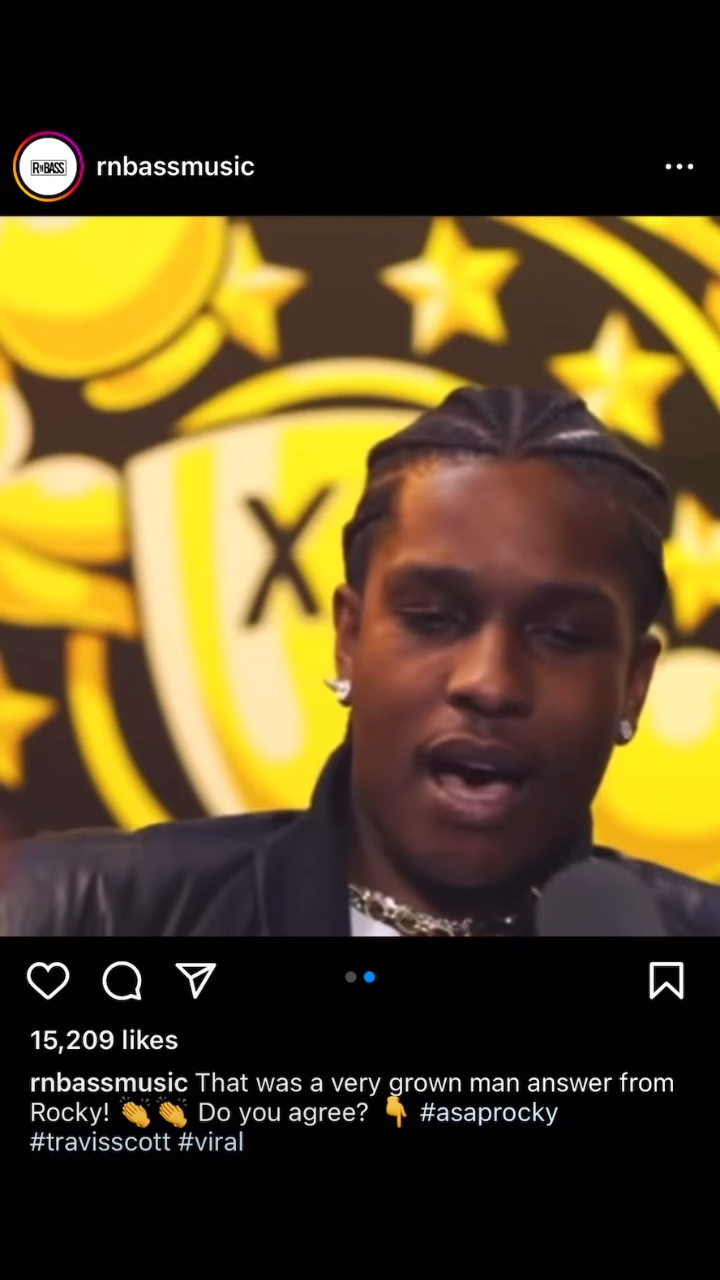 RNBASS
rnbassmusic
X
15,209 likes
rnbassmusic That was a very grown man answer from
Rocky! 👏👏 Do you agree? 👇 #asaprocky
#travisscott #viral